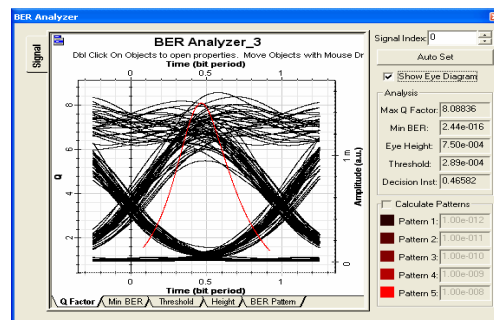 BER Analyzer
Signal
BER Analyzer_3
Dbl Click On Objects to open properties. Move Objects with Mouse Dr
Time (bit period)
0 0.5 1
Q
2 4 6 8
Amplitude (a.u.)
0 1 m
0 0.5 1
Time (bit period)
Q Factor Min BER Threshold Height BER Pattern
Signal Index: 0
Auto Set
Show Eye Diagram
Analysis
Max Q Factor: 8.08836
Min BER: 2.44e-016
Eye Height: 7.50e-004
Threshold: 2.89e-004
Decision Inst: 0.46582
Calculate Patterns
Pattern 1: 1.00e-012
Pattern 2: 1.00e-011
Pattern 3: 1.00e-010
Pattern 4: 1.00e-009
Pattern 5: 1.00e-008